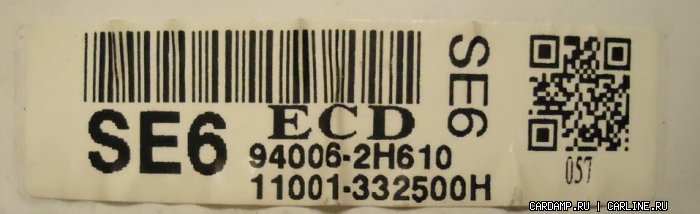 SE6
ECD
94006-2H610
11001-332500H
SE6
057
CARDAMP.RU | CARLINE.RU